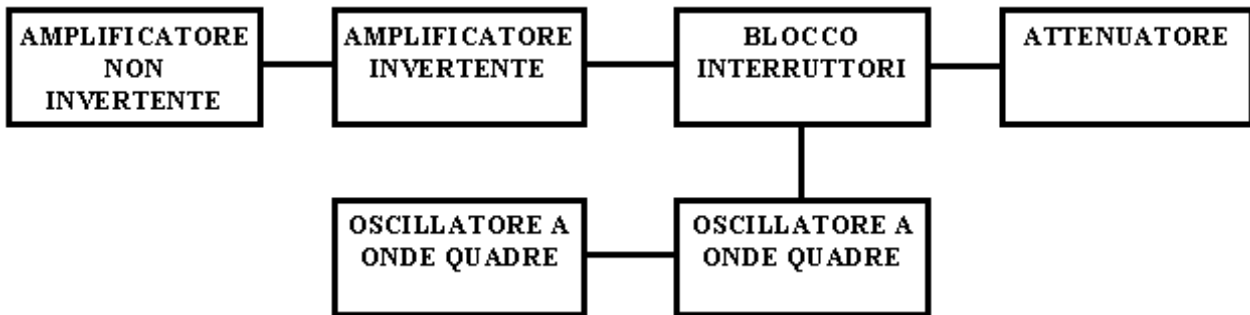 AMPLIFICATORE
NON
INVERTENTE
AMPLIFICATORE
INVERTENTE
BLOCCO
INTERRUTTORI
ATTENUATORE
OSCILLATORE A
ONDE QUADRE
OSCILLATORE A
ONDE QUADRE